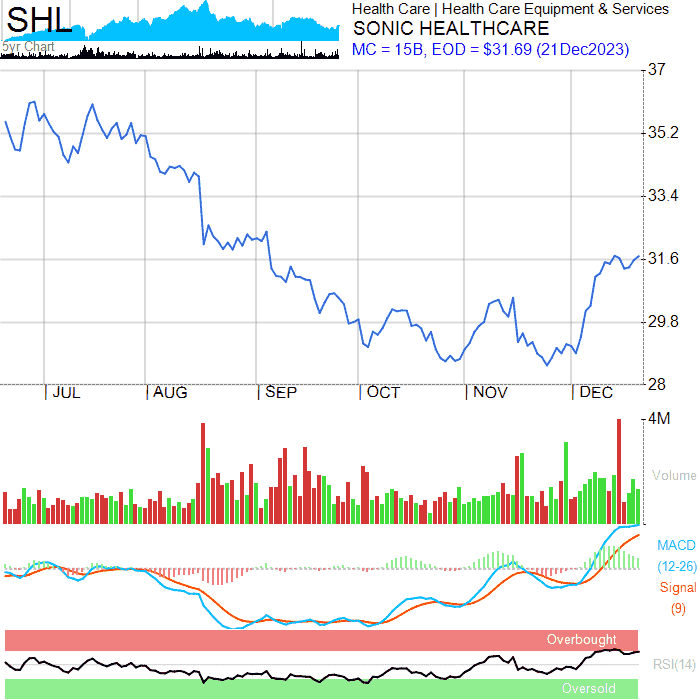 SHL
5yr Chart
Health Care | Health Care Equipment & Services
SONIC HEALTHCARE
MC = 15B, EOD = $31.69 (21Dec2023)
37
35.2
33.4
31.6
29.8
28
JUL AUG SEP OCT NOV DEC
4M
Volume
MACD
(12-26)
Signal
(9)
Overbought
RSI(14)
Oversold